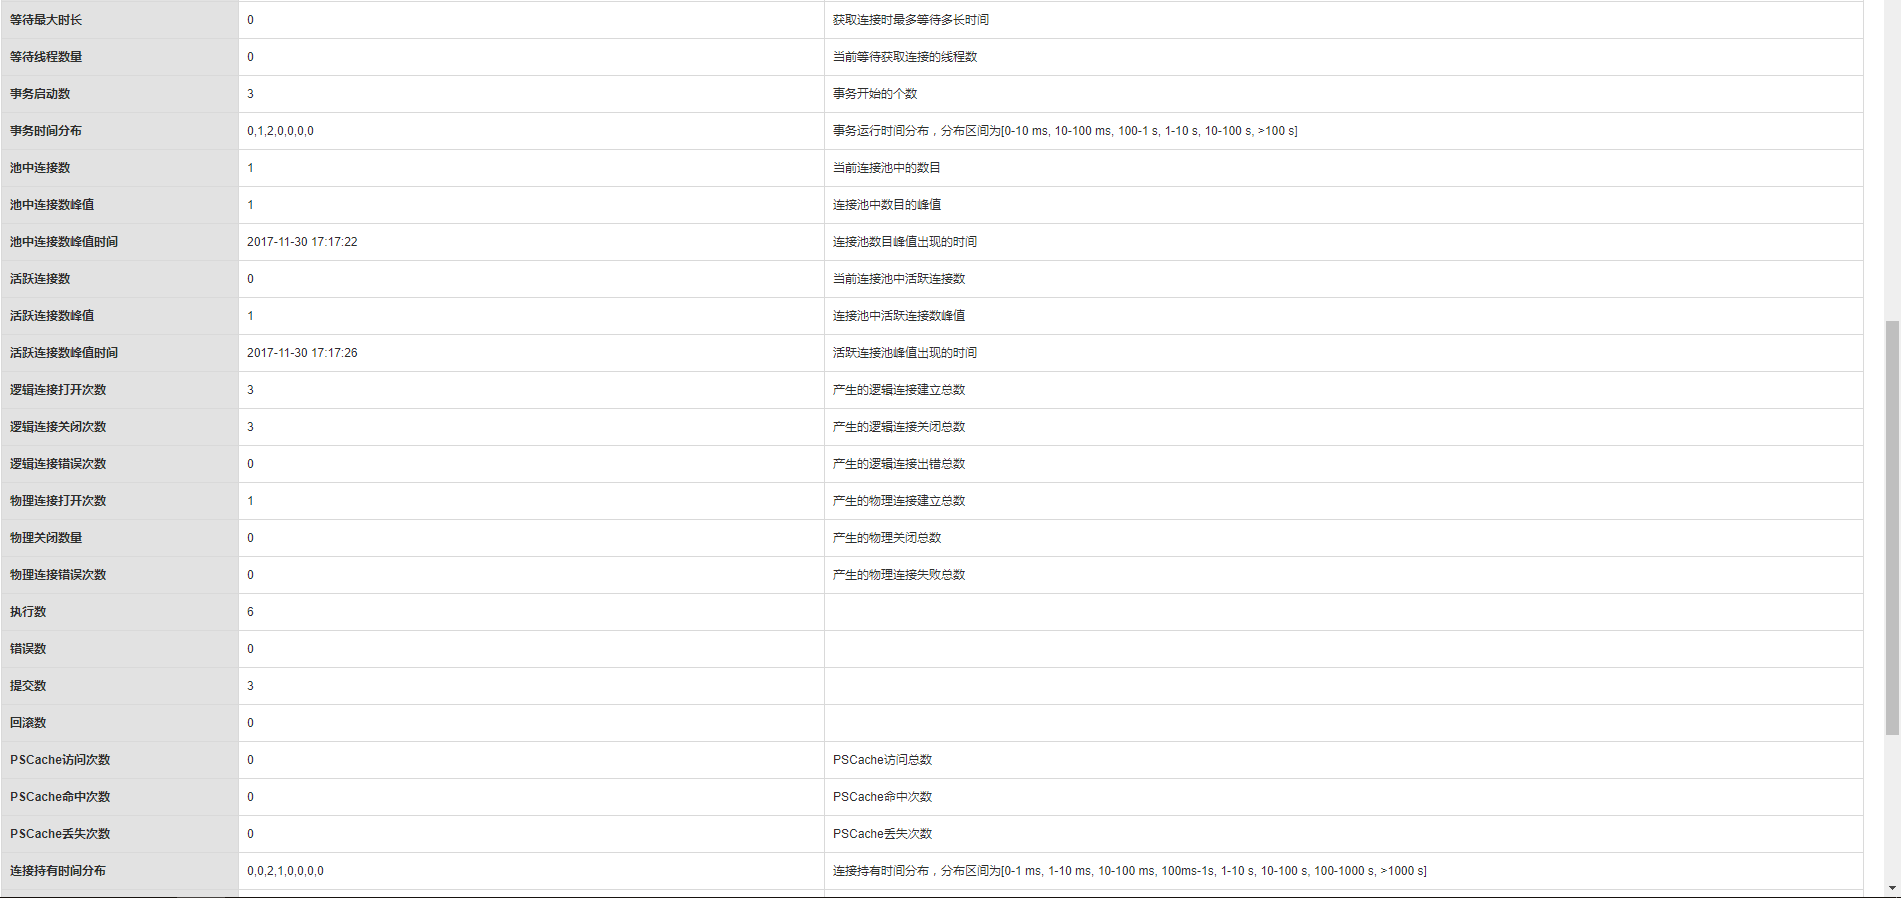 等待最大时长 0 获取连接时最多等待多长时间
等待线程数量 0 当前等待获取连接的线程数
事务启动数 3 事务开始的个数
事务时间分布 0,1,2,0,0,0,0 事务运行时间分布，分布区间为[0-10 ms, 10-100 ms, 100-1 s, 1-10 s, 10-100 s, >100 s]
池中连接数 1 当前连接池中的数目
池中连接数峰值 1 连接池中数目的峰值
池中连接数峰值时间 2017-11-30 17:17:22 连接池数目峰值出现的时间
活跃连接数 0 当前连接池中活跃连接数
活跃连接数峰值 1 连接池中活跃连接数峰值
活跃连接数峰值时间 2017-11-30 17:17:26 活跃连接池峰值出现的时间
逻辑连接打开次数 3 产生的逻辑连接建立总数
逻辑连接关闭次数 3 产生的逻辑连接关闭总数
逻辑连接错误次数 0 产生的逻辑连接出错总数
物理连接打开次数 1 产生的物理连接建立总数
物理关闭数量 0 产生的物理关闭总数
物理连接错误次数 0 产生的物理连接失败总数
执行数 6
错误数 0
提交数 3
回滚数 0
PSCache访问次数 0 PSCache访问总数
PSCache命中次数 0 PSCache命中次数
PSCache丢失次数 0 PSCache丢失次数
连接持有时间分布 0,0,2,1,0,0,0,0 连接持有时间分布，分布区间为[0-1 ms, 1-10 ms, 10-100 ms, 100ms-1s, 1-10 s, 10-100 s, 100-1000 s, >1000 s]